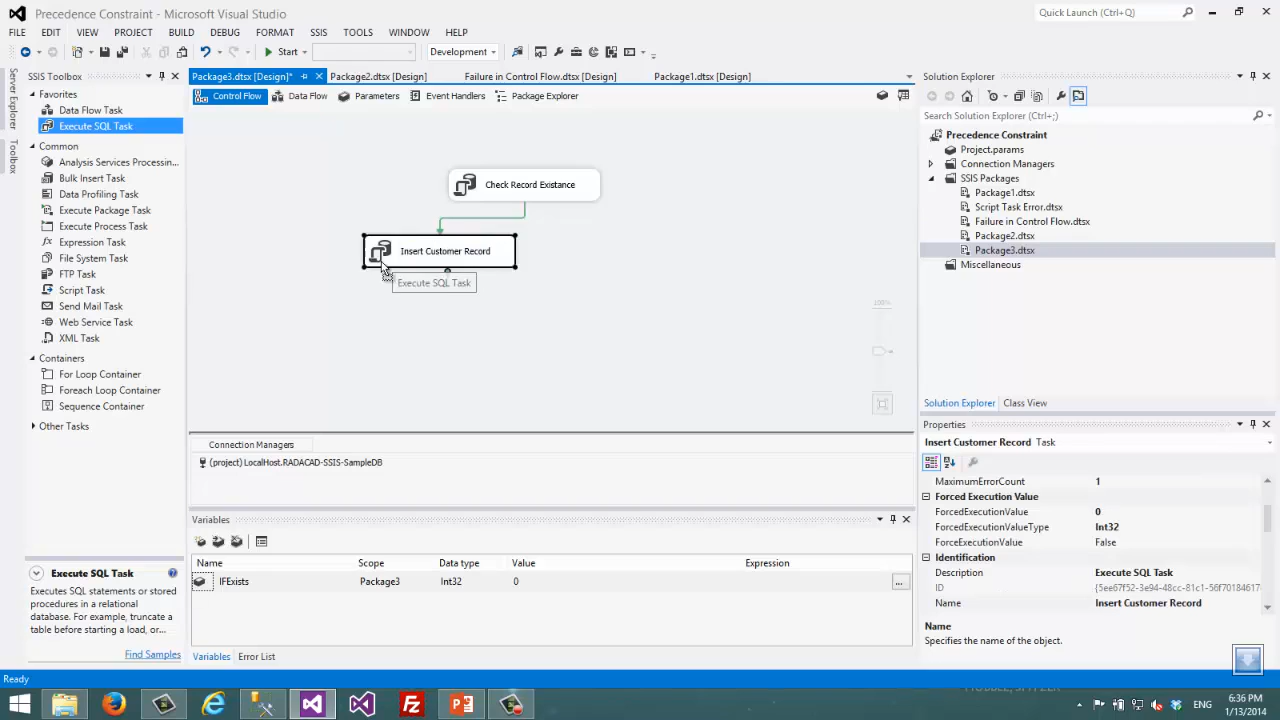 Precedence Constraint - Microsoft Visual Studio
Quick Launch (Ctrl+Q)
FILE EDIT VIEW PROJECT BUILD DEBUG FORMAT SSIS TOOLS WINDOW HELP
Start Development
Server Explorer
Toolbox
SSIS Toolbox
Favorites
Data Flow Task
Execute SQL Task
Common
Analysis Services Processin...
Bulk Insert Task
Data Profiling Task
Execute Package Task
Execute Process Task
Expression Task
File System Task
FTP Task
Script Task
Send Mail Task
Web Service Task
XML Task
Containers
For Loop Container
Foreach Loop Container
Sequence Container
Other Tasks
Execute SQL Task
Executes SQL statements or stored
procedures in a relational
database. For example, truncate a
table before starting a load, or...
Find Samples
Package3.dtsx [Design]* Package2.dtsx [Design] Failure in Control Flow.dtsx [Design] Package1.dtsx [Design]
Control Flow Data Flow Parameters Event Handlers Package Explorer
Check Record Existance
Insert Customer Record
Execute SQL Task
100%
Connection Managers
(project) LocalHost.RADACAD-SSIS-SampleDB
Variables
Name Scope Data type Value Expression
IFExists Package3 Int32 0 ...
Variables Error List
Solution Explorer
Search Solution Explorer (Ctrl+;)
Precedence Constraint
Project.params
Connection Managers
SSIS Packages
Package1.dtsx
Script Task Error.dtsx
Failure in Control Flow.dtsx
Package2.dtsx
Package3.dtsx
Miscellaneous
Solution Explorer Class View
Properties
Insert Customer Record Task
MaximumErrorCount 1
Forced Execution Value
ForcedExecutionValue 0
ForcedExecutionValueType Int32
ForceExecutionValue False
Identification
Description Execute SQL Task
ID {5ee67f52-3e94-48cc-81c1-56f70184617
Name Insert Customer Record
Name
Specifies the name of the object.
Ready
ENG
6:36 PM
1/13/2014